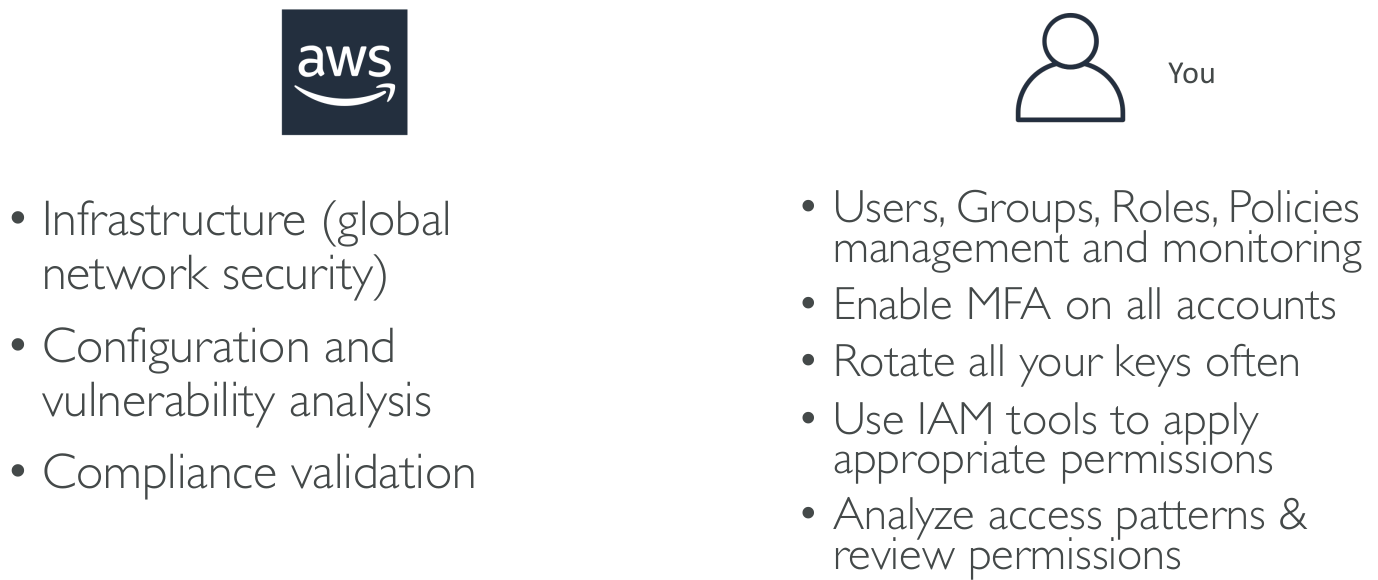 aws
You
• Infrastructure (global
network security)
• Configuration and
vulnerability analysis
• Compliance validation
• Users, Groups, Roles, Policies
management and monitoring
• Enable MFA on all accounts
• Rotate all your keys often
• Use IAM tools to apply
appropriate permissions
• Analyze access patterns &
review permissions